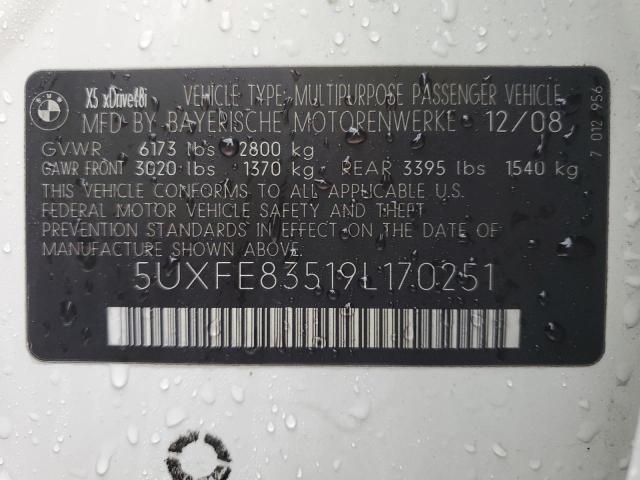 BMW
X5 xDrive48i
VEHICLE TYPE: MULTIPURPOSE PASSENGER VEHICLE
MFD BY BAYERISCHE MOTORENWERKE 12/08
GVWR 6173 lbs 2800 kg
GAWR FRONT 3020 lbs 1370 kg REAR 3395 lbs 1540 kg
THIS VEHICLE CONFORMS TO ALL APPLICABLE U.S.
FEDERAL MOTOR VEHICLE SAFETY AND THEFT
PREVENTION STANDARDS IN EFFECT ON THE DATE OF
MANUFACTURE SHOWN ABOVE.
5UXFE83519L170251
7 012 956